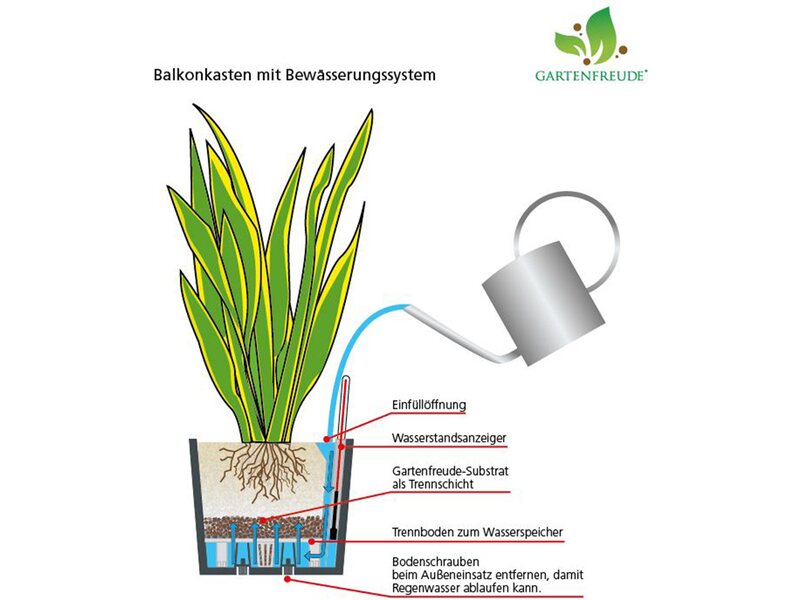 GARTENFREUDE
Balkonkasten mit Bewässerungssystem
Einfüllöffnung
Wasserstandsanzeiger
Gartenfreude-Substrat
als Trennschicht
Trennboden zum Wasserspeicher
Bodenschrauben
beim Außeneinsatz entfernen, damit
Regenwasser ablaufen kann.